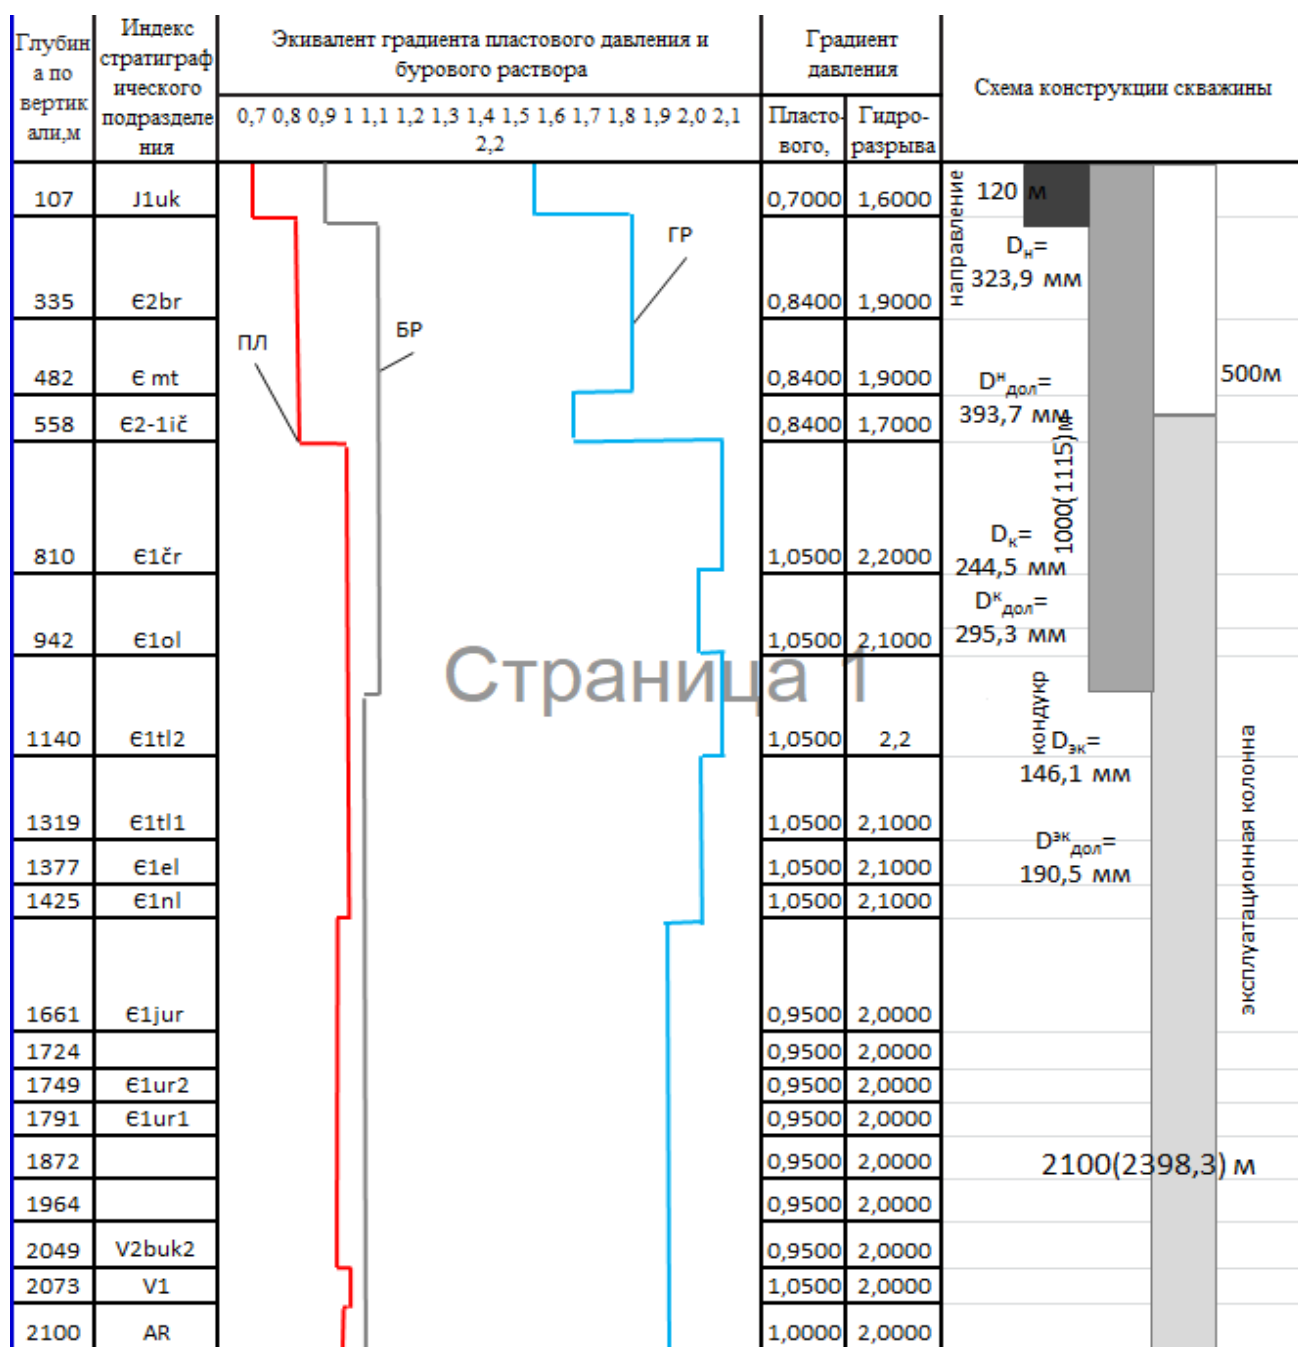 Глубин
а по
вертик
али,м
Индекс
стратиграф
ического
подразделе
ния
Экивалент градиента пластового давления и
бурового раствора
0,7 0,8 0,9 1 1,1 1,2 1,3 1,4 1,5 1,6 1,7 1,8 1,9 2,0 2,1
2,2
Градиент
давления
Пласто-
вого,
Гидро-
разрыва
Схема конструкции скважины
107 J1uk 0,7000 1,6000
335 Є2br 0,8400 1,9000
482 Є mt 0,8400 1,9000
558 Є2-1ič 0,8400 1,7000
810 Є1čr 1,0500 2,2000
942 Є1ol 1,0500 2,1000
1140 Є1tl2 1,0500 2,2
1319 Є1tl1 1,0500 2,1000
1377 Є1el 1,0500 2,1000
1425 Є1nl 1,0500 2,1000
1661 Є1jur 0,9500 2,0000
1724 0,9500 2,0000
1749 Є1ur2 0,9500 2,0000
1791 Є1ur1 0,9500 2,0000
1872 0,9500 2,0000
1964 0,9500 2,0000
2049 V2buk2 0,9500 2,0000
2073 V1 1,0500 2,0000
2100 AR 1,0000 2,0000
ПЛ
БР
ГР
Страница 1
направление
120 м
Dн=
323,9 мм
Dндол=
393,7 мм
500м
1000(1115)м
Dк=
244,5 мм
Dкдол=
295,3 мм
кондукр
Dэк=
146,1 мм
Dэкдол=
190,5 мм
эксплуатационная колонна
2100(2398,3) м